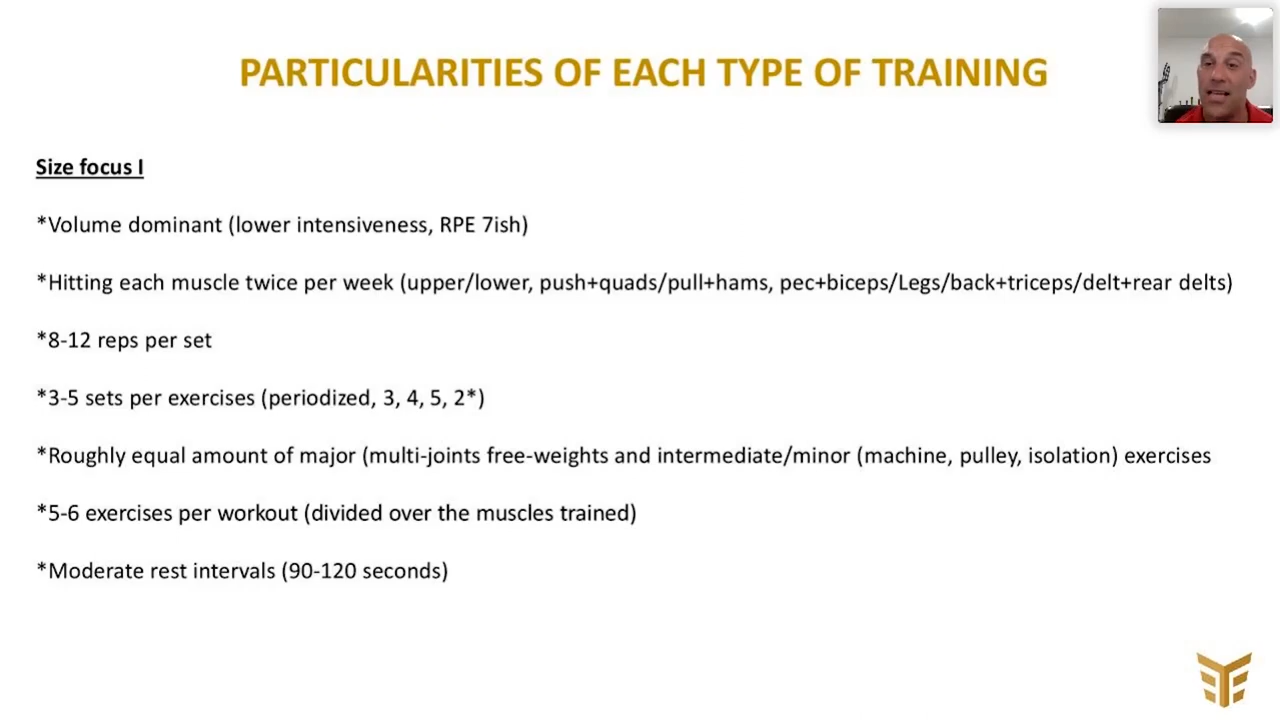 PARTICULARITIES OF EACH TYPE OF TRAINING
Size focus I
*Volume dominant (lower intensiveness, RPE 7ish)
*Hitting each muscle twice per week (upper/lower, push+quads/pull+hams, pec+biceps/Legs/back+triceps/delt+rear delts)
*8-12 reps per set
*3-5 sets per exercises (periodized, 3, 4, 5, 2*)
*Roughly equal amount of major (multi-joints free-weights and intermediate/minor (machine, pulley, isolation) exercises
*5-6 exercises per workout (divided over the muscles trained)
*Moderate rest intervals (90-120 seconds)